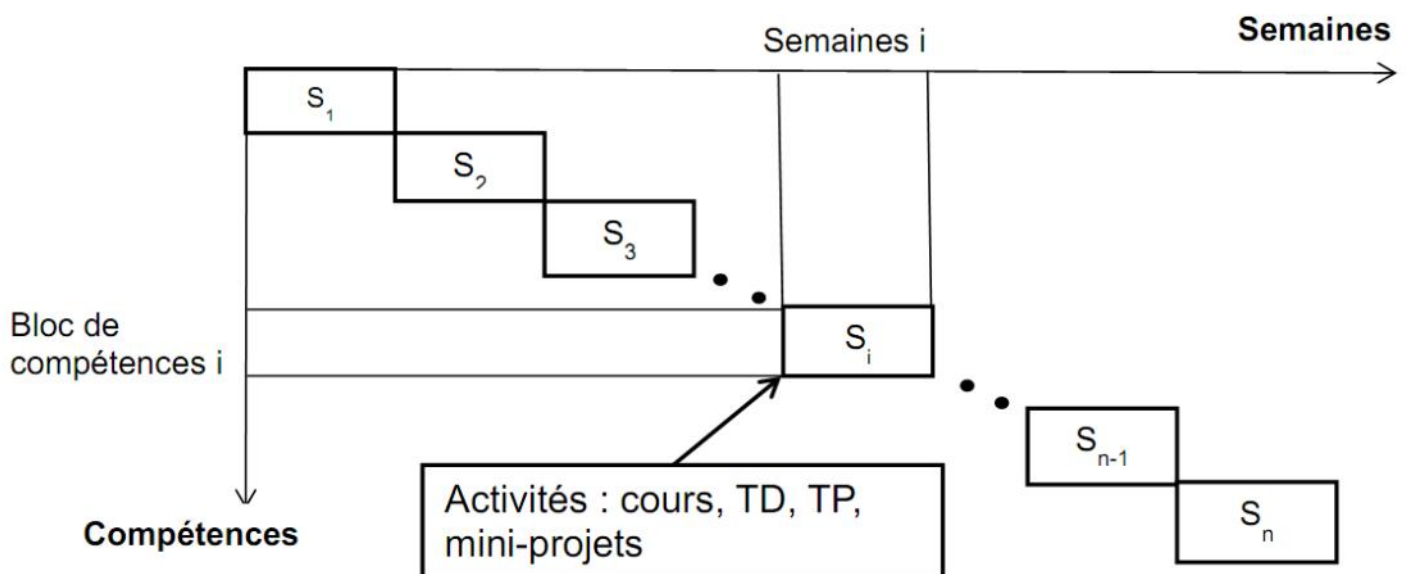 Semaines
Semaines i
S₁
S₂
S₃
Bloc de
compétences i
Sᵢ
Sₙ₋₁
Activités : cours, TD, TP,
mini-projets
Sₙ
Compétences